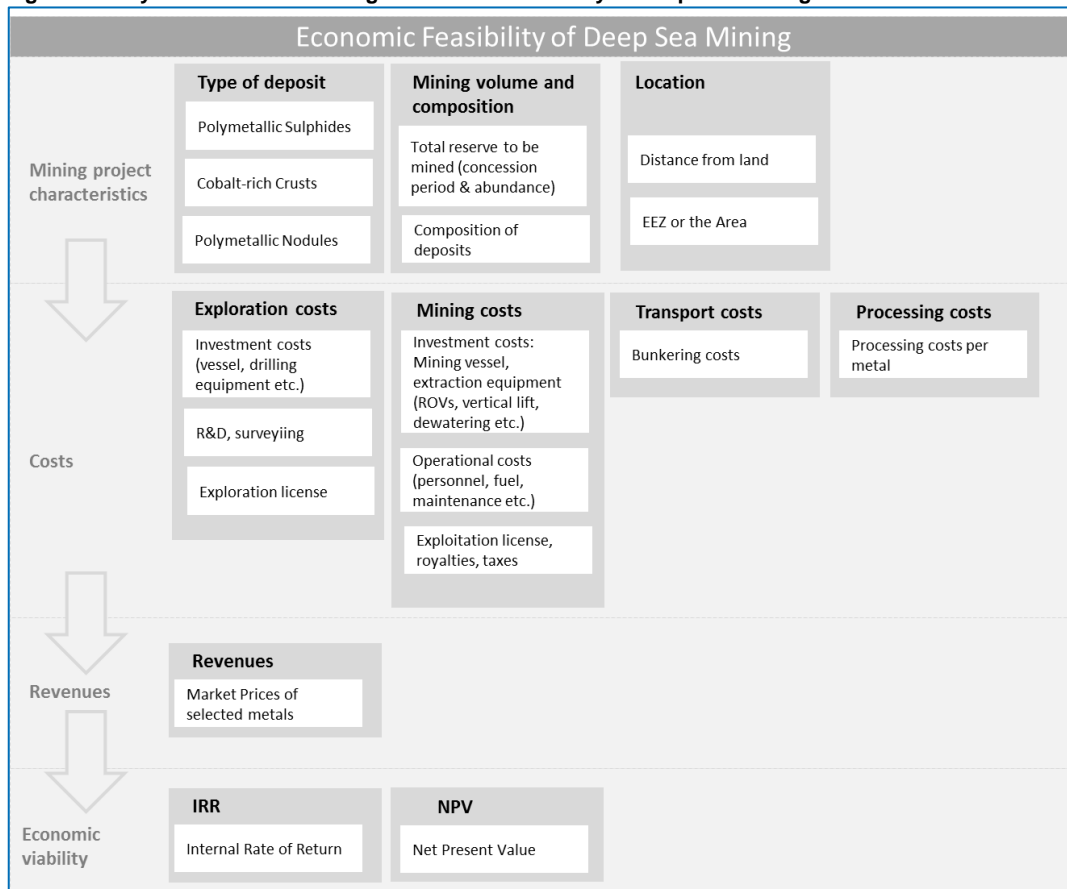 Economic Feasibility of Deep Sea Mining
Mining project
characteristics
Type of deposit
Polymetallic Sulphides
Cobalt-rich Crusts
Polymetallic Nodules
Mining volume and
composition
Total reserve to be
mined (concession
period & abundance)
Composition of
deposits
Location
Distance from land
EEZ or the Area
Costs
Exploration costs
Investment costs
(vessel, drilling
equipment etc.)
R&D, surveyiing
Exploration license
Mining costs
Investment costs:
Mining vessel,
extraction equipment
(ROVs, vertical lift,
dewatering etc.)
Operational costs
(personnel, fuel,
maintenance etc.)
Exploitation license,
royalties, taxes
Transport costs
Bunkering costs
Processing costs
Processing costs per
metal
Revenues
Revenues
Market Prices of
selected metals
Economic
viability
IRR
Internal Rate of Return
NPV
Net Present Value